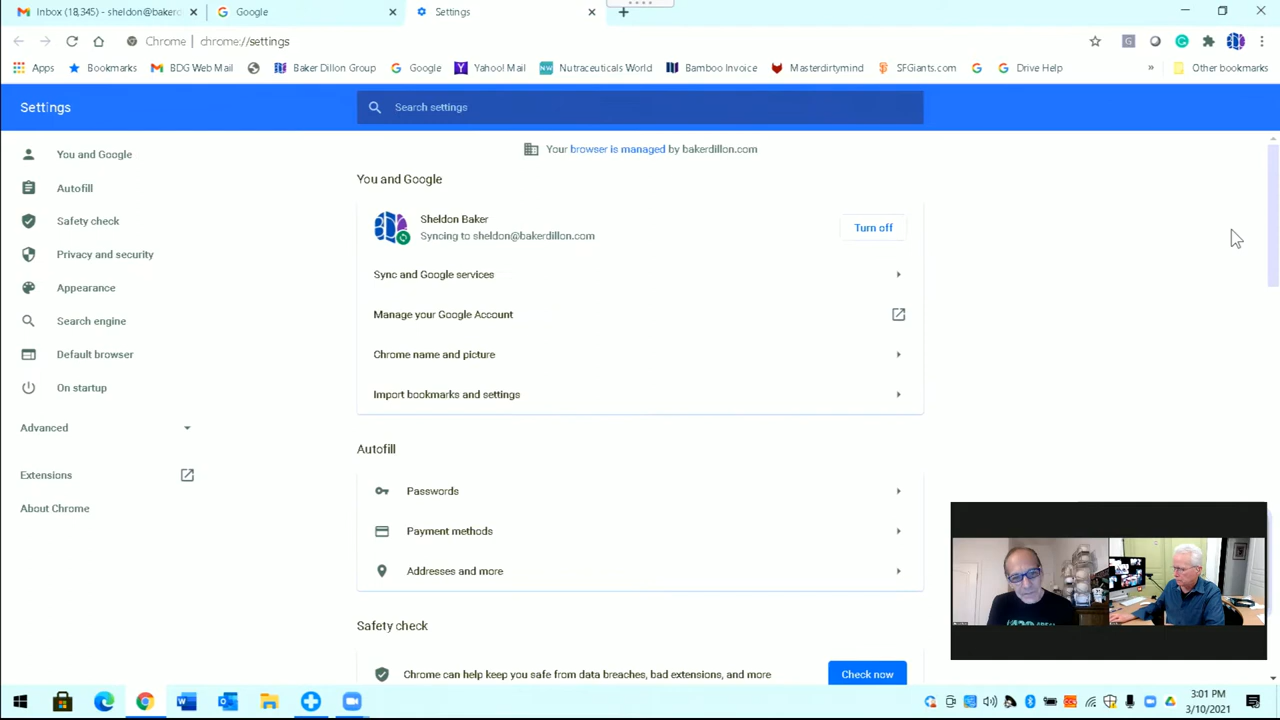 Inbox (18,345) - sheldon@bakerd
Google
Settings
Chrome | chrome://settings
Apps
Bookmarks
BDG Web Mail
Baker Dillon Group
Google
Yahoo! Mail
Nutraceuticals World
Bamboo Invoice
Masterdirtymind
SFGiants.com
Drive Help
»
Other bookmarks
Settings
Search settings
You and Google
Autofill
Safety check
Privacy and security
Appearance
Search engine
Default browser
On startup
Advanced
Extensions
About Chrome
Your browser is managed by bakerdillon.com
You and Google
Sheldon Baker
Syncing to sheldon@bakerdillon.com
Turn off
Sync and Google services
Manage your Google Account
Chrome name and picture
Import bookmarks and settings
Autofill
Passwords
Payment methods
Addresses and more
Safety check
Chrome can help keep you safe from data breaches, bad extensions, and more
Check now
3:01 PM
3/10/2021